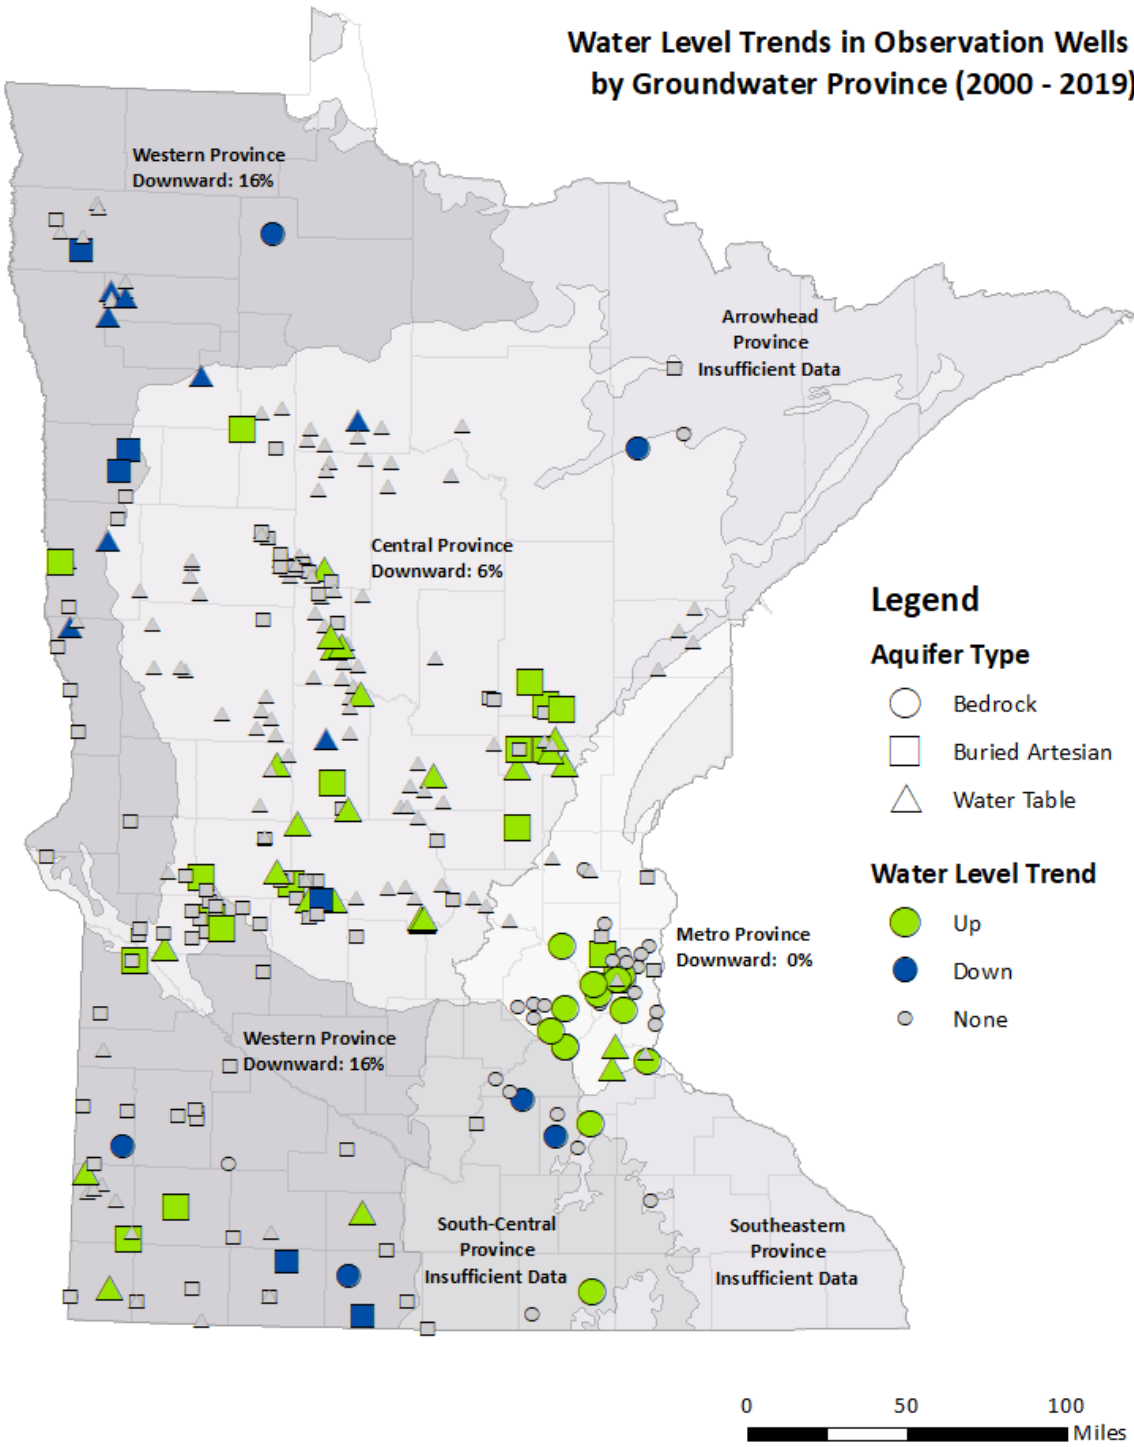 Water Level Trends in Observation Wells
by Groundwater Province (2000 - 2019)
Western Province
Downward: 16%
Arrowhead
Province
Insufficient Data
Central Province
Downward: 6%
Legend
Aquifer Type
Bedrock
Buried Artesian
Water Table
Water Level Trend
Up
Down
None
Metro Province
Downward: 0%
Western Province
Downward: 16%
South-Central
Province
Insufficient Data
Southeastern
Province
Insufficient Data
0 50 100
Miles